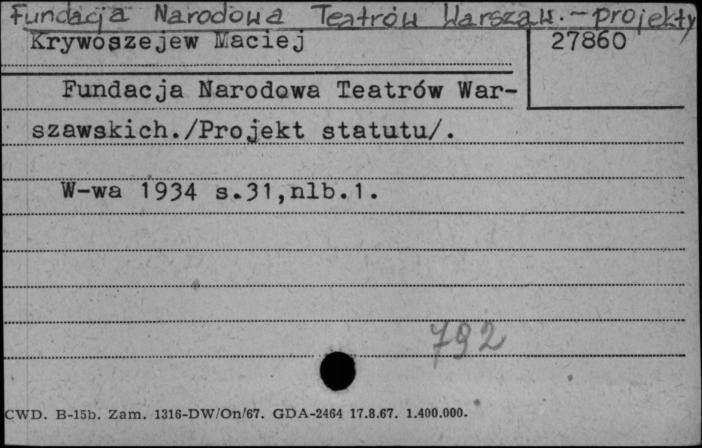 Fundacja Narodowa Teatrów Warszaw. - projekty
Krywoszejew Maciej
27860
Fundacja Narodowa Teatrów War-
szawskich./Projekt statutu/.
W-wa 1934 s.31,nlb.1.
792
CWD. B-15b. Zam. 1316-DW/On/67. GDA-2464 17.8.67. 1.400.000.